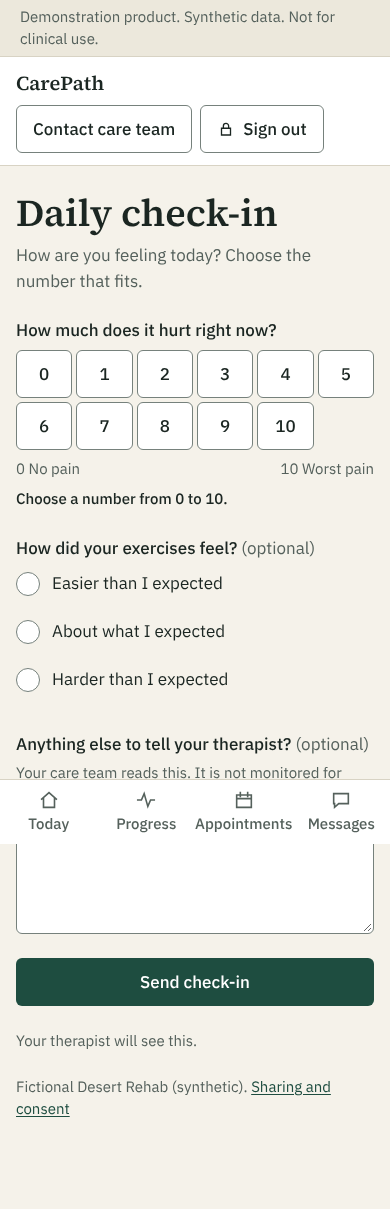 Demonstration product. Synthetic data. Not for
clinical use.
CarePath
Contact care team
Sign out
Daily check-in
How are you feeling today? Choose the
number that fits.
How much does it hurt right now?
0 1 2 3 4 5
6 7 8 9 10
0 No pain 10 Worst pain
Choose a number from 0 to 10.
How did your exercises feel? (optional)
Easier than I expected
About what I expected
Harder than I expected
Anything else to tell your therapist? (optional)
Your care team reads this. It is not monitored for
Today Progress Appointments Messages
Send check-in
Your therapist will see this.
Fictional Desert Rehab (synthetic). Sharing and
consent